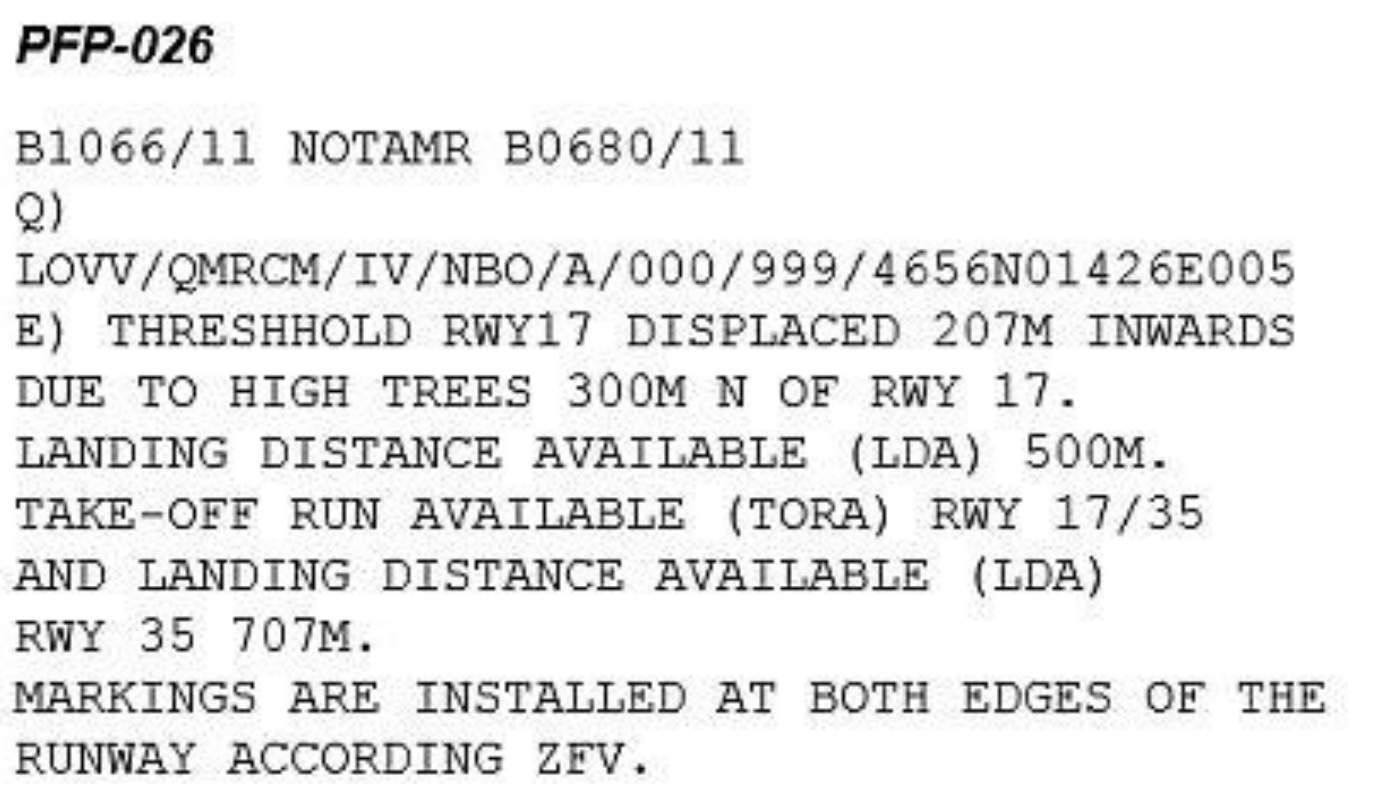 PFP-026
B1066/11 NOTAMR B0680/11
Q)
LOVV/QMRCM/IV/NBO/A/000/999/4656N01426E005
E) THRESHHOLD RWY17 DISPLACED 207M INWARDS
DUE TO HIGH TREES 300M N OF RWY 17.
LANDING DISTANCE AVAILABLE (LDA) 500M.
TAKE-OFF RUN AVAILABLE (TORA) RWY 17/35
AND LANDING DISTANCE AVAILABLE (LDA)
RWY 35 707M.
MARKINGS ARE INSTALLED AT BOTH EDGES OF THE
RUNWAY ACCORDING ZFV.